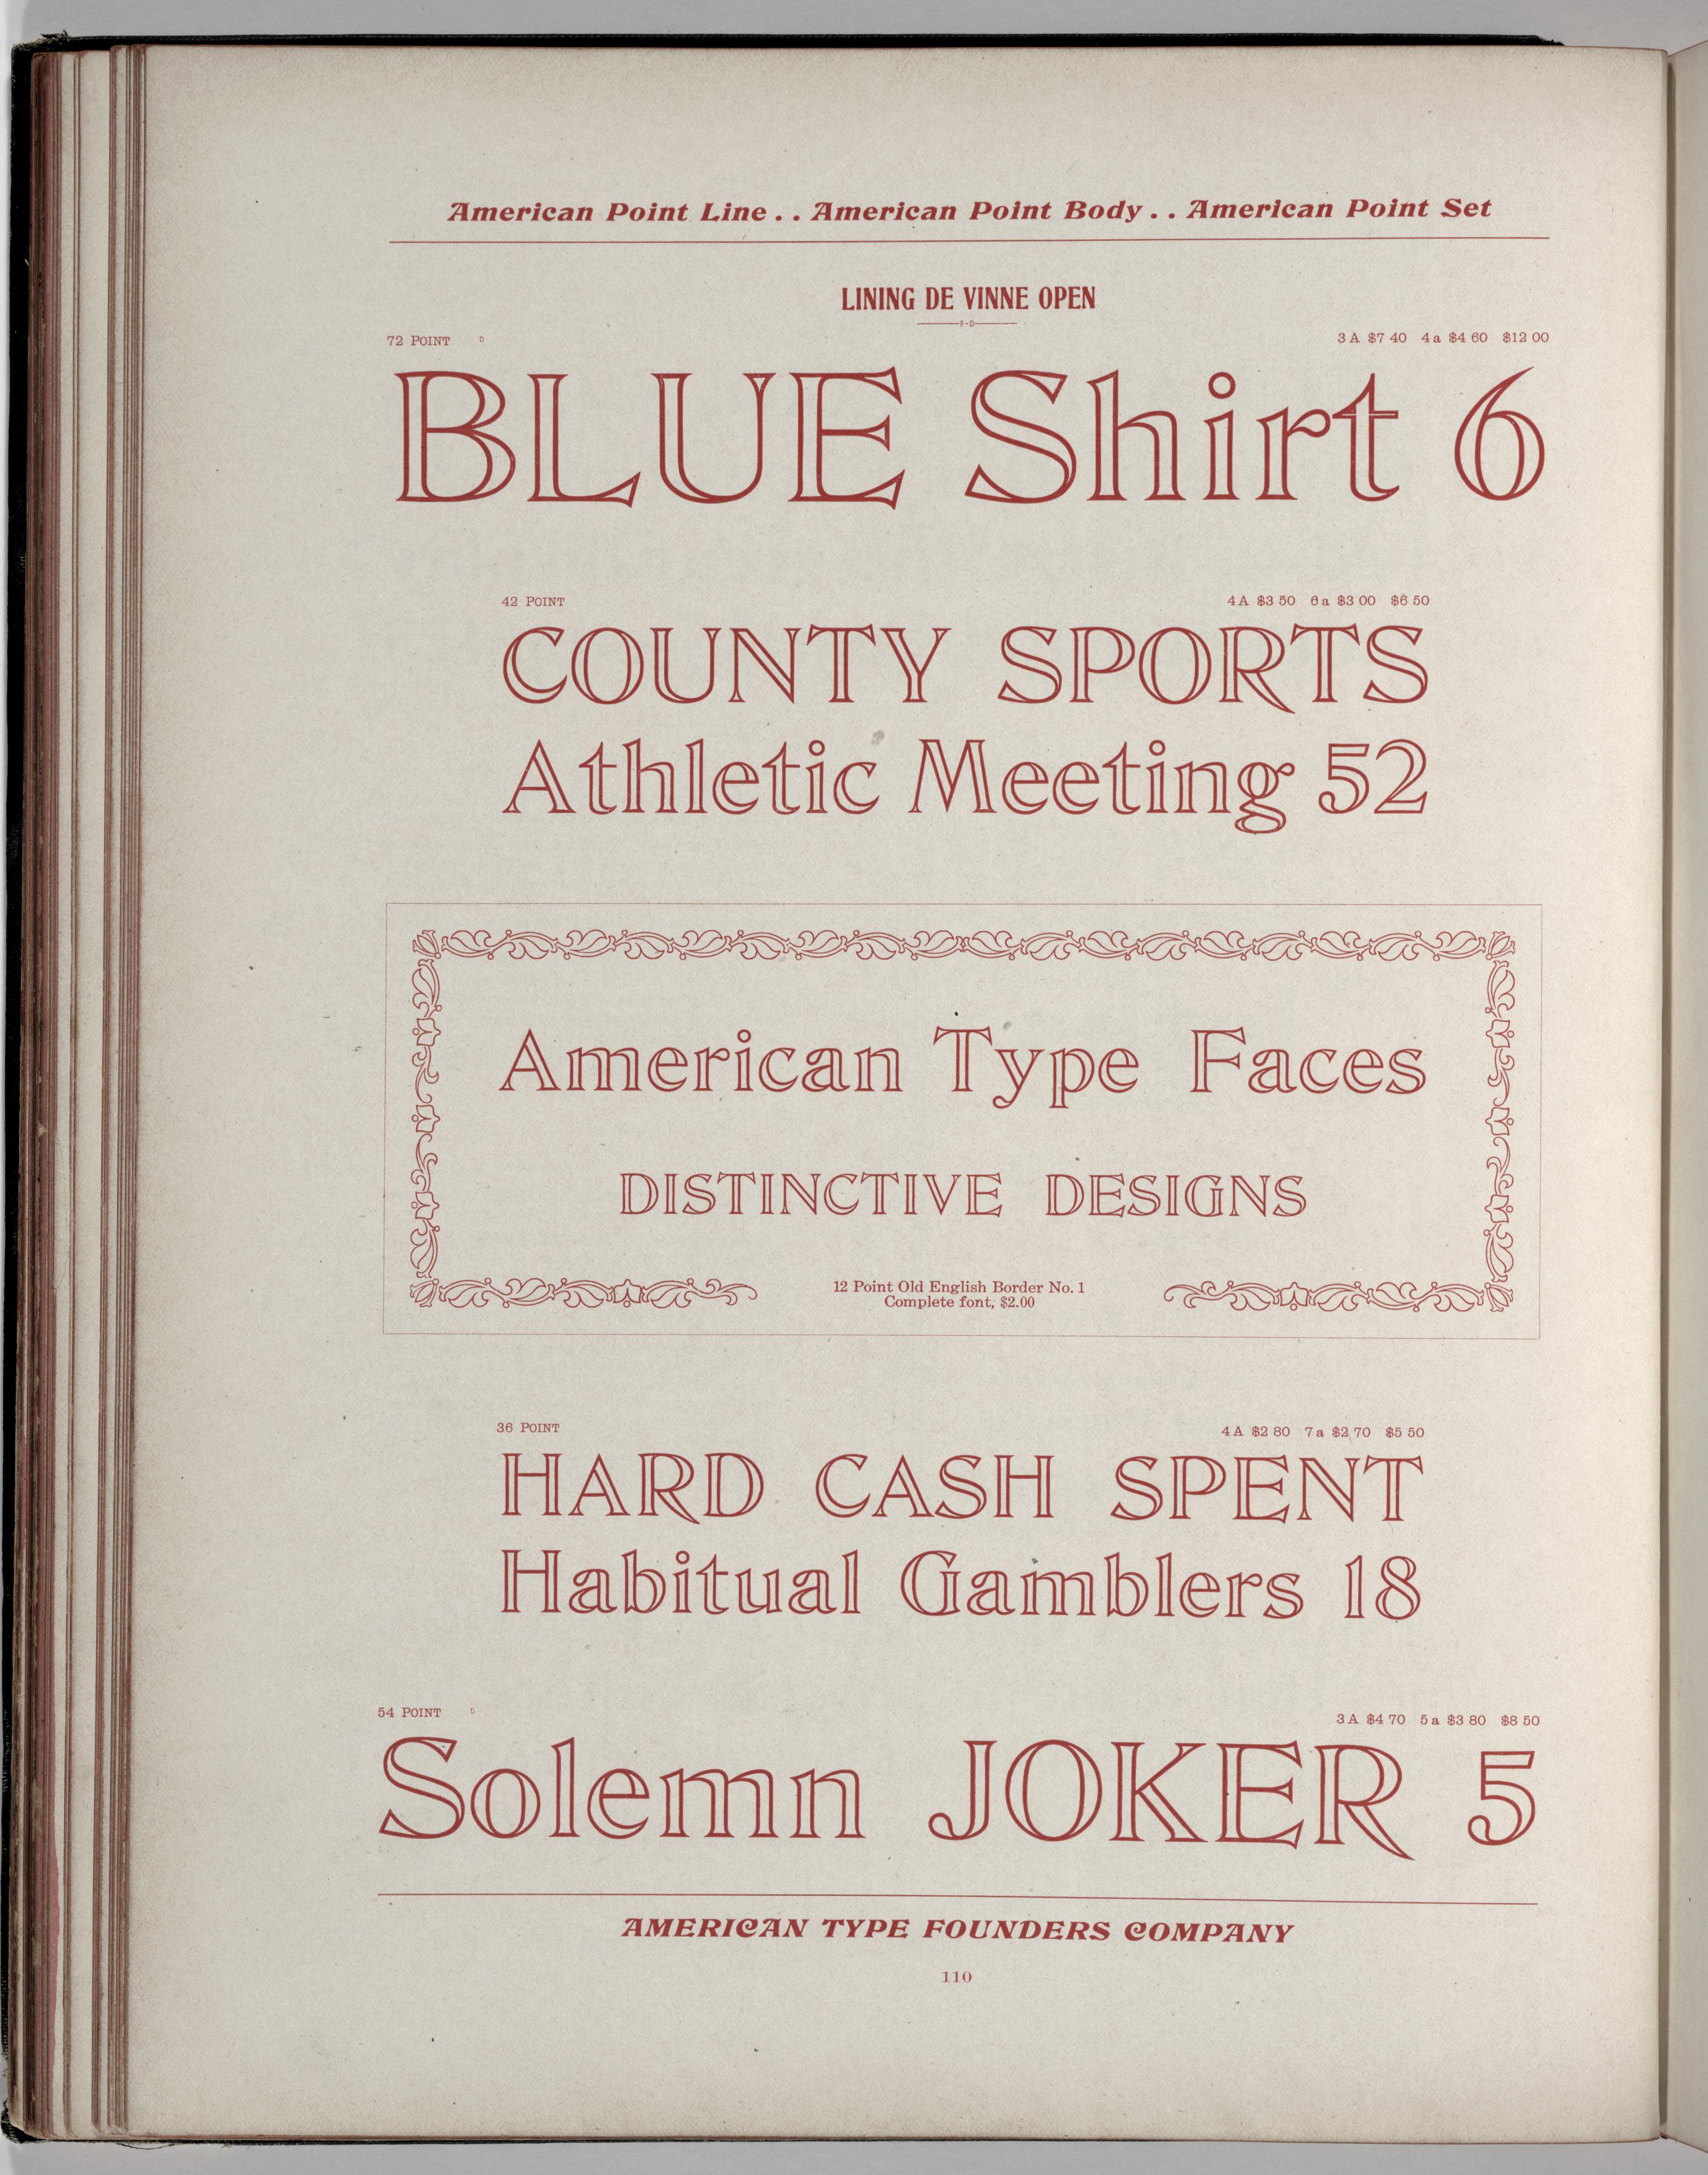 American Point Line . . American Point Body . . American Point Set
LINING DE VINNE OPEN
F-D
72 POINT D 3 A $7 40 4 a $4 60 $12 00
BLUE Shirt 6
42 POINT 4 A $3 50 6 a $3 00 $6 50
COUNTY SPORTS
Athletic Meeting 52
American Type Faces
DISTINCTIVE DESIGNS
12 Point Old English Border No. 1
Complete font, $2.00
36 POINT 4 A $2 80 7 a $2 70 $5 50
HARD CASH SPENT
Habitual Gamblers 18
54 POINT D 3 A $4 70 5 a $3 80 $8 50
Solemn JOKER 5
AMERICAN TYPE FOUNDERS COMPANY
110